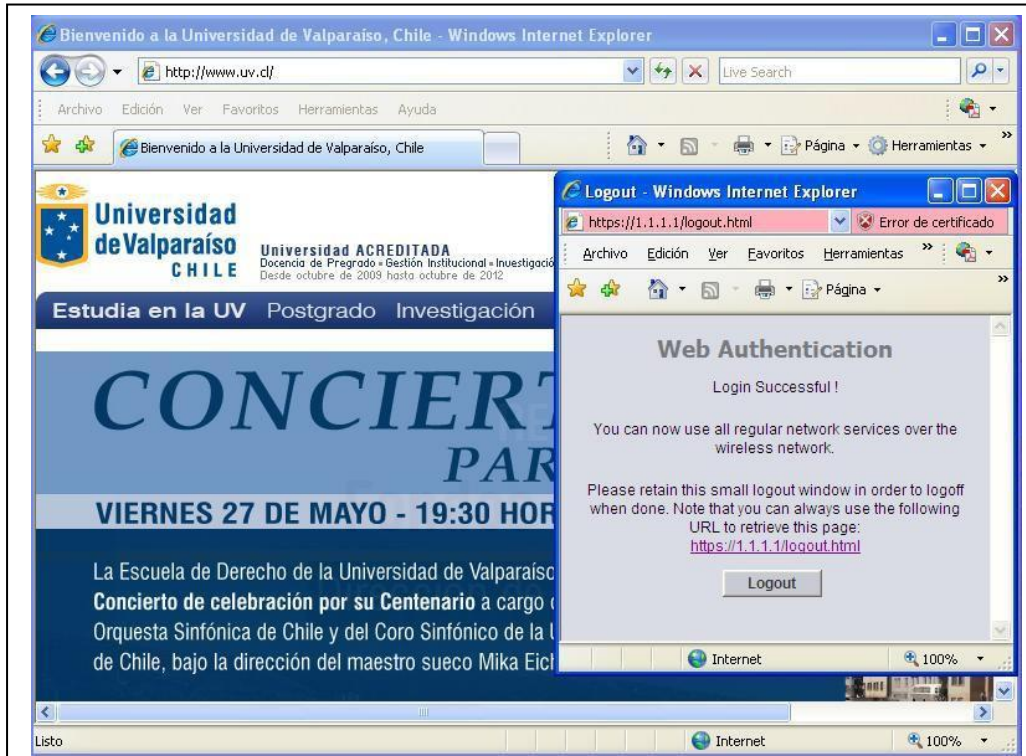 Bienvenido a la Universidad de Valparaíso, Chile - Windows Internet Explorer
http://www.uv.cl/
Live Search
Archivo Edición Ver Favoritos Herramientas Ayuda
Bienvenido a la Universidad de Valparaíso, Chile
Página
Herramientas
Universidad
de Valparaíso
CHILE
Universidad ACREDITADA
Docencia de Pregrado - Gestión Institucional - Investigació
Desde octubre de 2009 hasta octubre de 2012
Estudia en la UV Postgrado Investigación
CONCIERT
PAR
VIERNES 27 DE MAYO - 19:30 HOR
La Escuela de Derecho de la Universidad de Valparaíso
Concierto de celebración por su Centenario a cargo
Orquesta Sinfónica de Chile y del Coro Sinfónico de la
de Chile, bajo la dirección del maestro sueco Mika Eich
Logout - Windows Internet Explorer
https://1.1.1.1/logout.html
Error de certificado
Archivo Edición Ver Favoritos Herramientas »
Página »
Web Authentication
Login Successful !
You can now use all regular network services over the
wireless network.
Please retain this small logout window in order to logoff
when done. Note that you can always use the following
URL to retrieve this page:
https://1.1.1.1/logout.html
Logout
Internet 100%
Listo
Internet 100%